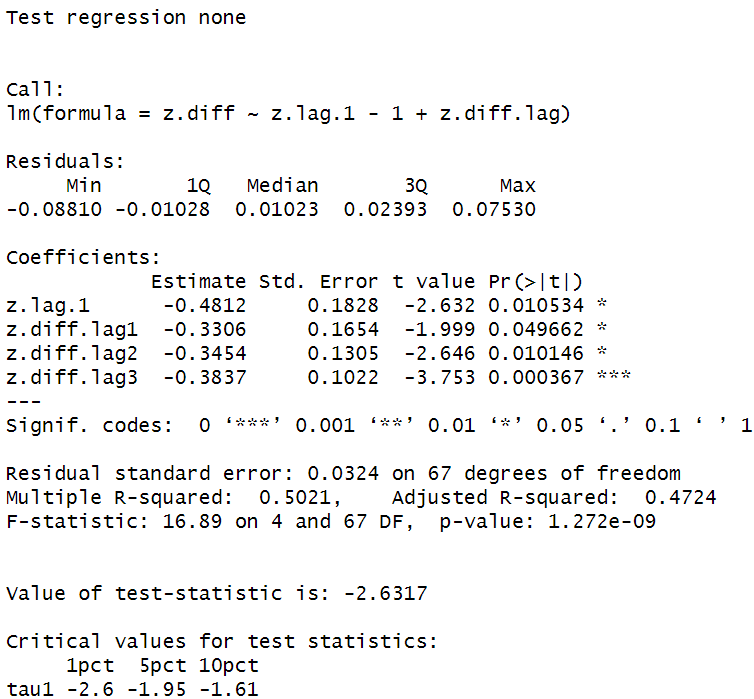 Test regression none
Call:
lm(formula = z.diff ~ z.lag.1 - 1 + z.diff.lag)
Residuals:
     Min       1Q   Median       3Q      Max
-0.08810 -0.01028  0.01023  0.02393  0.07530
Coefficients:
            Estimate Std. Error t value Pr(>|t|)
z.lag.1      -0.4812     0.1828  -2.632 0.010534 *
z.diff.lag1  -0.3306     0.1654  -1.999 0.049662 *
z.diff.lag2  -0.3454     0.1305  -2.646 0.010146 *
z.diff.lag3  -0.3837     0.1022  -3.753 0.000367 ***
---
Signif. codes:  0 ‘***’ 0.001 ‘**’ 0.01 ‘*’ 0.05 ‘.’ 0.1 ‘ ’ 1
Residual standard error: 0.0324 on 67 degrees of freedom
Multiple R-squared:  0.5021,    Adjusted R-squared:  0.4724
F-statistic: 16.89 on 4 and 67 DF,  p-value: 1.272e-09
Value of test-statistic is: -2.6317
Critical values for test statistics:
     1pct  5pct 10pct
tau1 -2.6 -1.95 -1.61